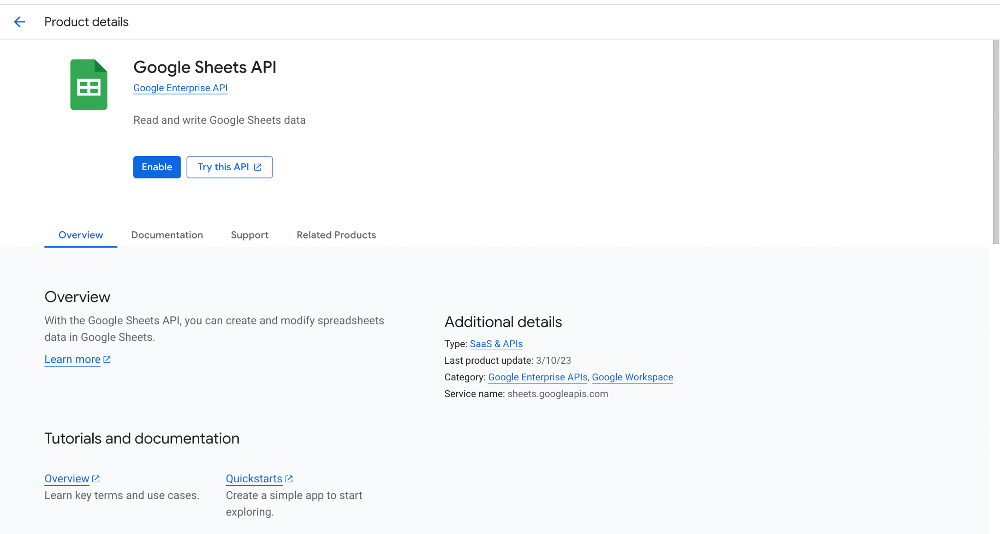 Product details
Google Sheets API
Google Enterprise API
Read and write Google Sheets data
Enable
Try this API
Overview
Documentation
Support
Related Products
Overview
With the Google Sheets API, you can create and modify spreadsheets
data in Google Sheets.
Learn more
Additional details
Type: SaaS & APIs
Last product update: 3/10/23
Category: Google Enterprise APIs, Google Workspace
Service name: sheets.googleapis.com
Tutorials and documentation
Overview
Learn key terms and use cases.
Quickstarts
Create a simple app to start
exploring.